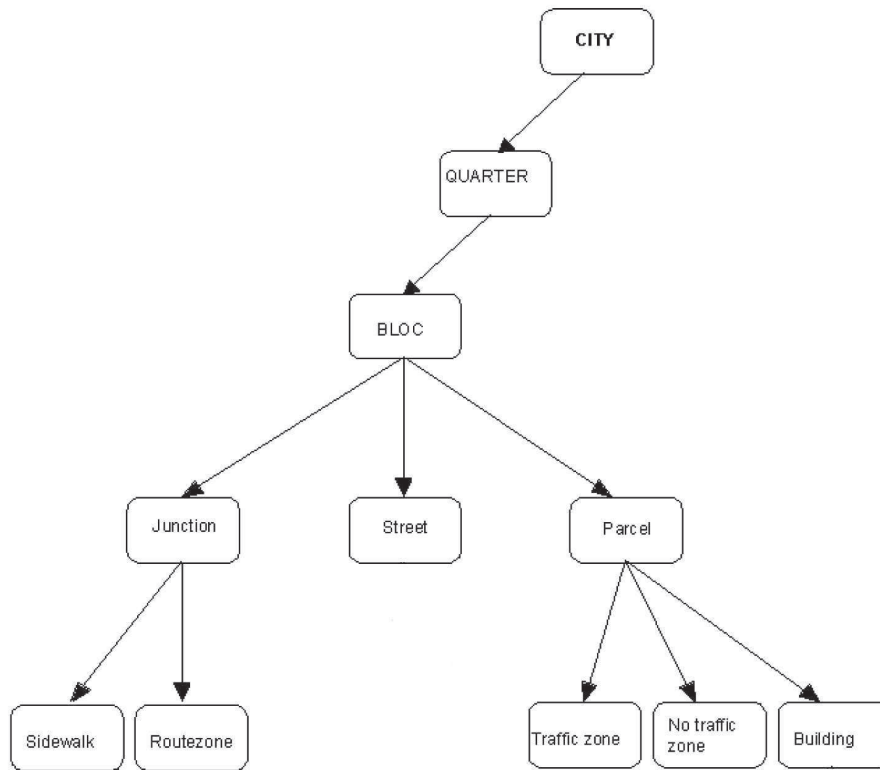 CITY
QUARTER
BLOC
Junction
Street
Parcel
Sidewalk
Routezone
Traffic zone
No traffic
zone
Building